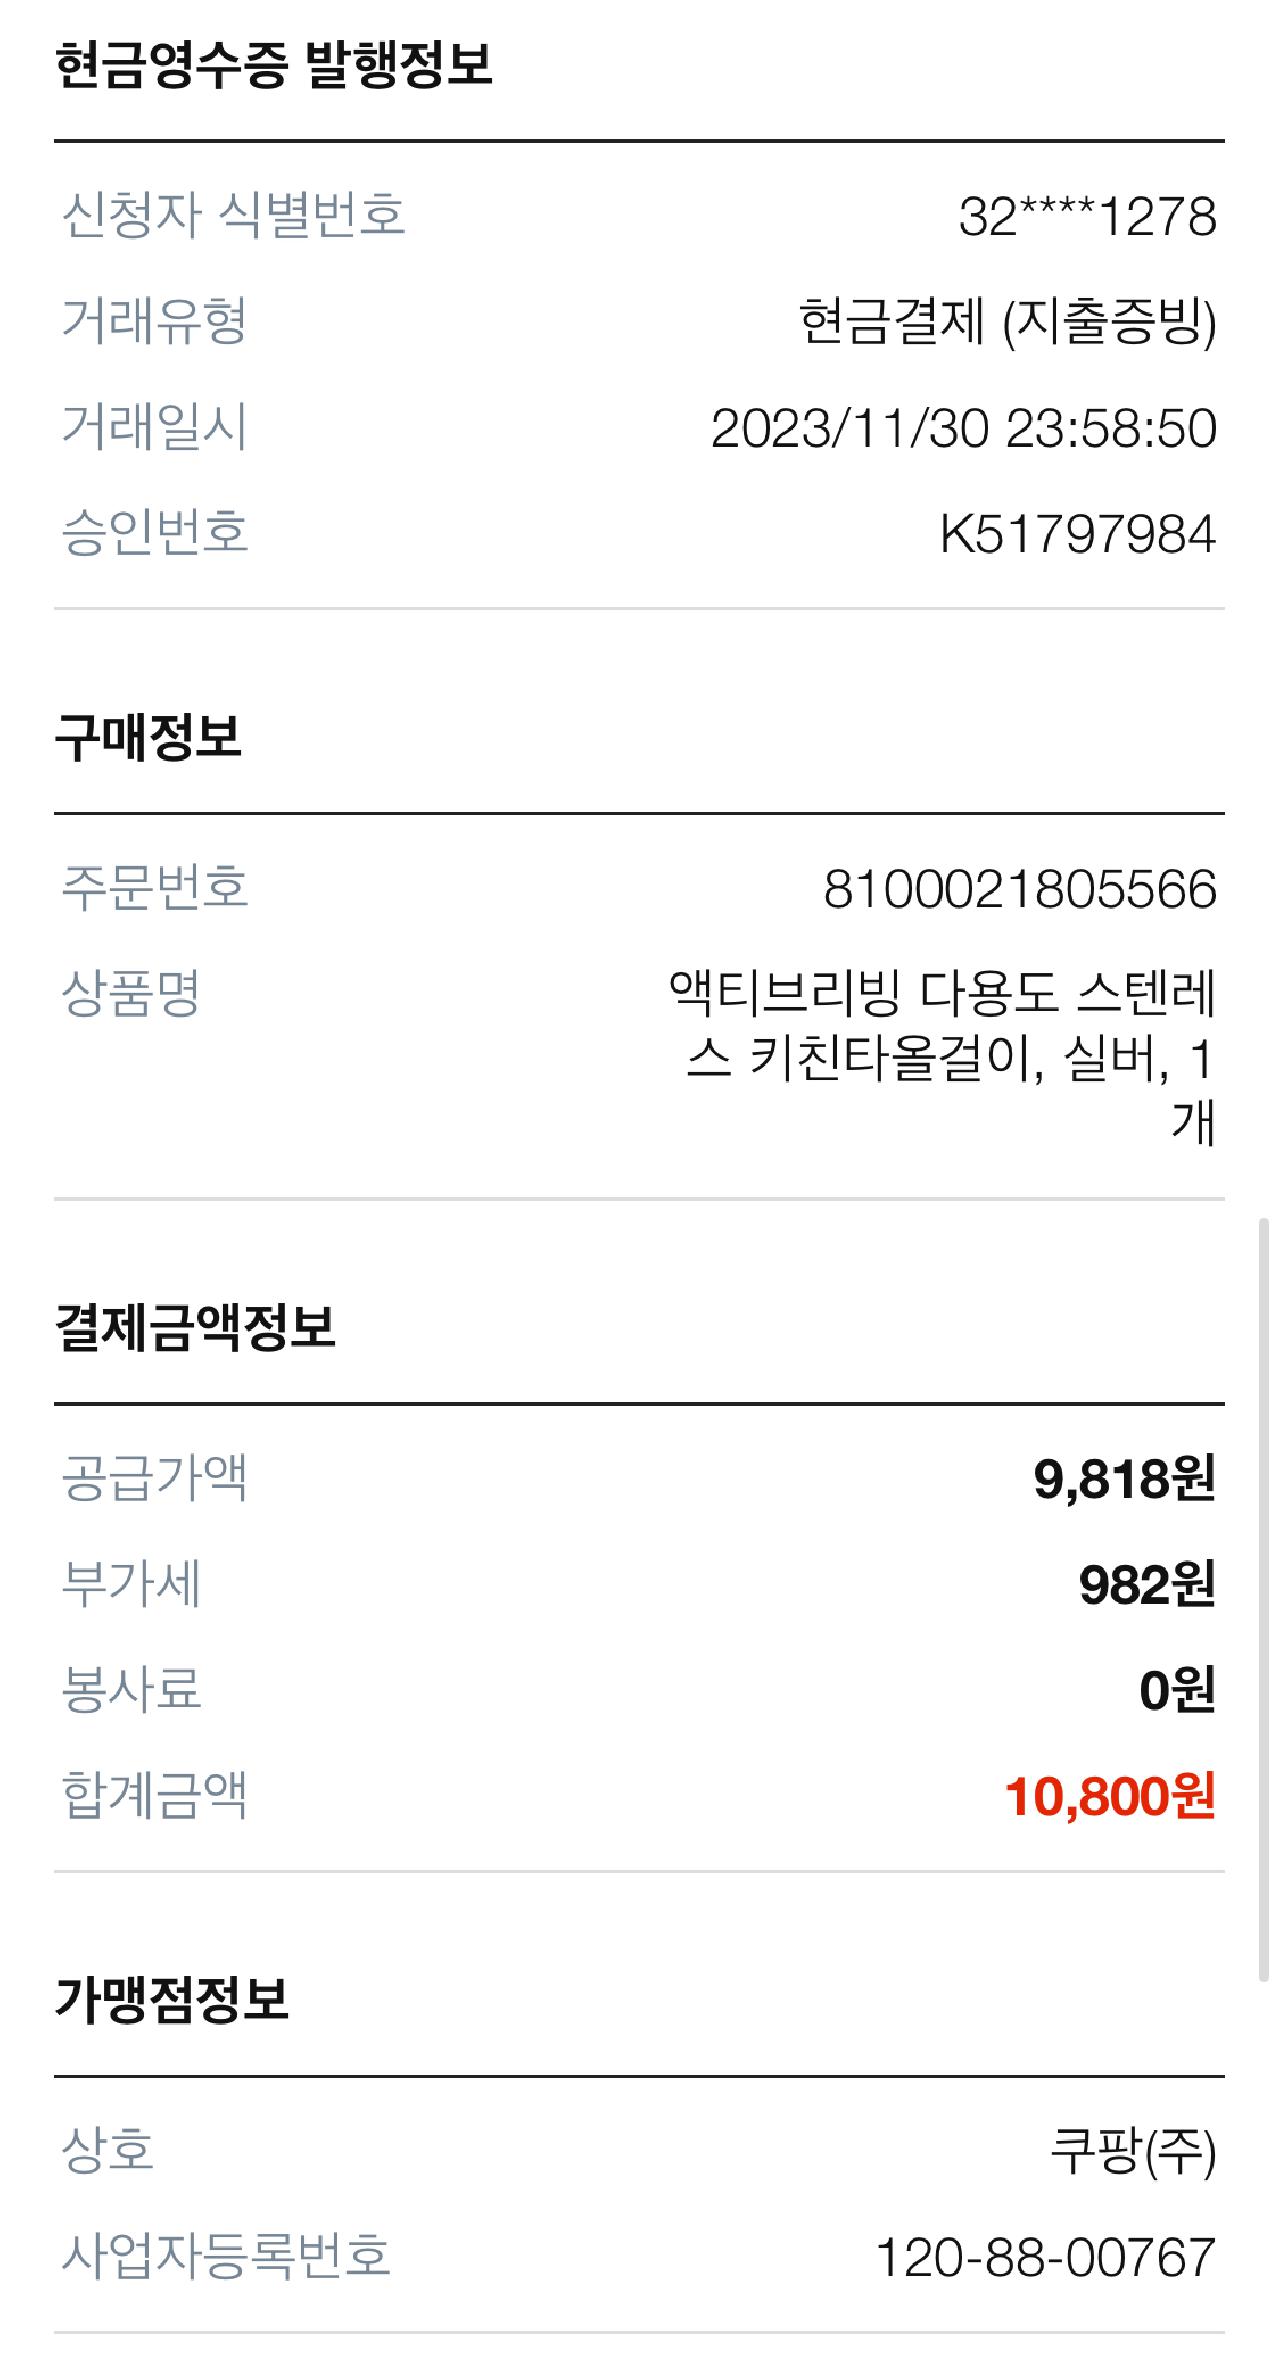 현금영수증 발행정보
신청자 식별번호 32****1278
거래유형 현금결제 (지출증빙)
거래일시 2023/11/30 23:58:50
승인번호 K51797984
구매정보
주문번호 8100021805566
상품명 액티브리빙 다용도 스텐레
스 키친타올걸이, 실버, 1
개
결제금액정보
공급가액 9,818원
부가세 982원
봉사료 0원
합계금액 10,800원
가맹점정보
상호 쿠팡(주)
사업자등록번호 120-88-00767